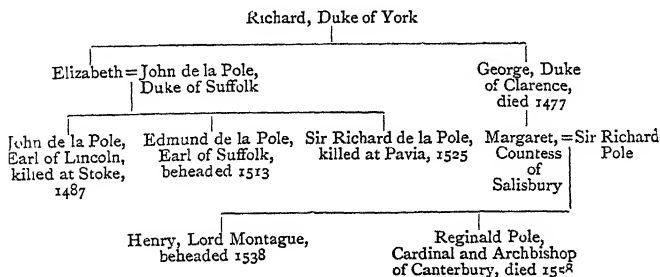 Richard, Duke of York
Elizabeth = John de la Pole,
Duke of Suffolk
George, Duke
of Clarence,
died 1477
John de la Pole,
Earl of Lincoln,
killed at Stoke,
1487
Edmund de la Pole,
Earl of Suffolk,
beheaded 1513
Sir Richard de la Pole,
killed at Pavia, 1525
Margaret, = Sir Richard
Countess Pole
of
Salisbury
Henry, Lord Montague,
beheaded 1538
Reginald Pole,
Cardinal and Archbishop
of Canterbury, died 1558